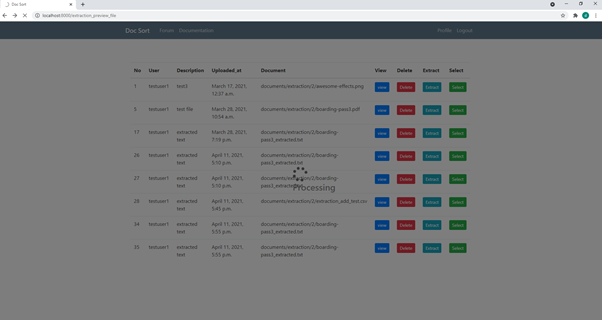 Doc Sort
localhost:8000/extraction_preview_file
Doc Sort Forum Documentation Profile Logout
No User Description Uploaded_at Document View Delete Extract Select
1 testuser1 test3 March 17, 2021, 12:37 a.m. documents/extraction/2/awesome-effects.png view Delete Extract Select
5 testuser1 test file March 28, 2021, 10:54 a.m. documents/extraction/2/boarding-pass3.pdf view Delete Extract Select
17 testuser1 extracted text March 28, 2021, 7:19 p.m. documents/extraction/2/boarding-pass3_extracted.txt view Delete Extract Select
26 testuser1 extracted text April 11, 2021, 5:10 p.m. documents/extraction/2/boarding-pass3_extracted.txt view Delete Extract Select
27 testuser1 extracted text April 11, 2021, 5:10 p.m. documents/extraction/2/boarding-pass3_extracted.txt view Delete Extract Select
Processing
28 testuser1 extracted text April 11, 2021, 5:45 p.m. documents/extraction/2/extraction_add_text.csv view Delete Extract Select
34 testuser1 extracted text April 11, 2021, 5:53 p.m. documents/extraction/2/boarding-pass3_extracted.txt view Delete Extract Select
35 testuser1 extracted text April 11, 2021, 5:53 p.m. documents/extraction/2/boarding-pass3_extracted.txt view Delete Extract Select